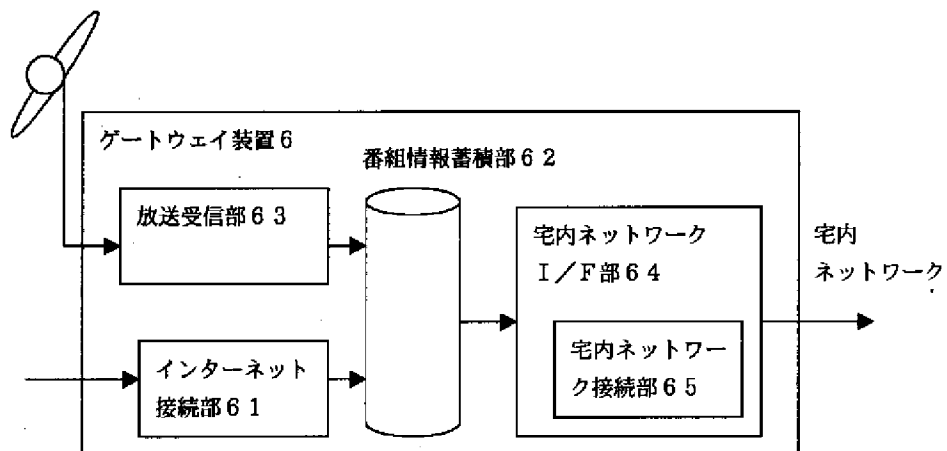 ゲートウェイ装置６
番組情報蓄積部６２
放送受信部６３
宅内ネットワーク
Ｉ／Ｆ部６４
宅内
ネットワーク
宅内ネットワー
ク接続部６５
インターネット
接続部６１